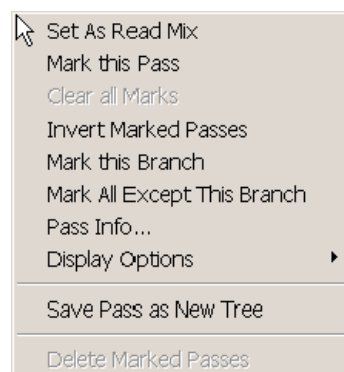 Set As Read Mix
Mark this Pass
Clear all Marks
Invert Marked Passes
Mark this Branch
Mark All Except This Branch
Pass Info...
Display Options
Save Pass as New Tree
Delete Marked Passes